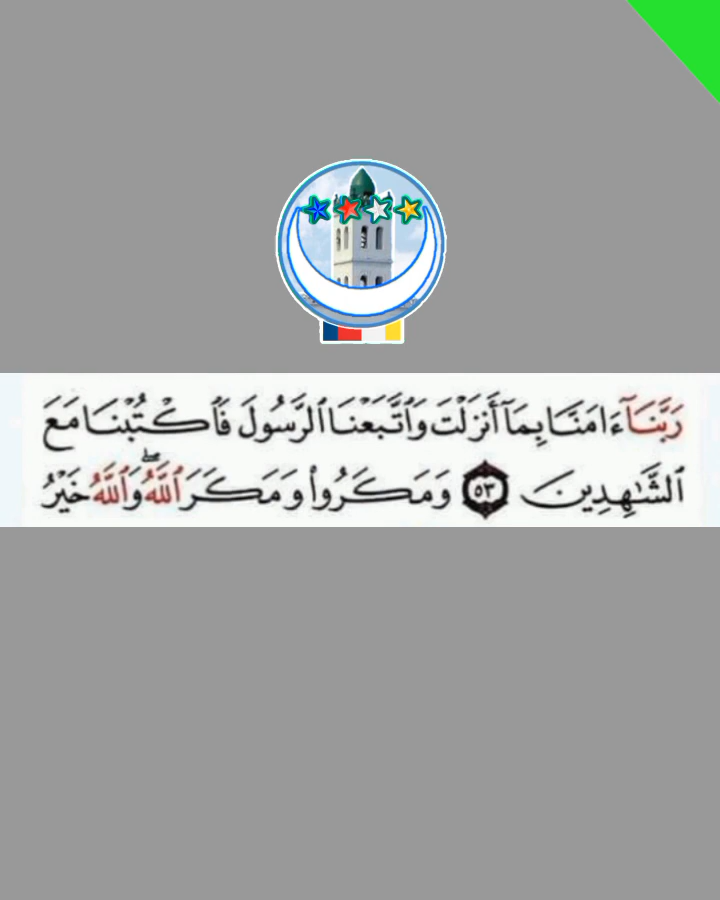 رَبَّنَآ ءَامَنَّا بِمَآ أَنزَلْتَ وَٱتَّبَعْنَا ٱلرَّسُولَ فَٱكْتُبْنَا مَعَ
ٱلشَّٰهِدِينَ ٥٣ وَمَكَرُوا۟ وَمَكَرَ ٱللَّهُ ۖ وَٱللَّهُ خَيْرُ